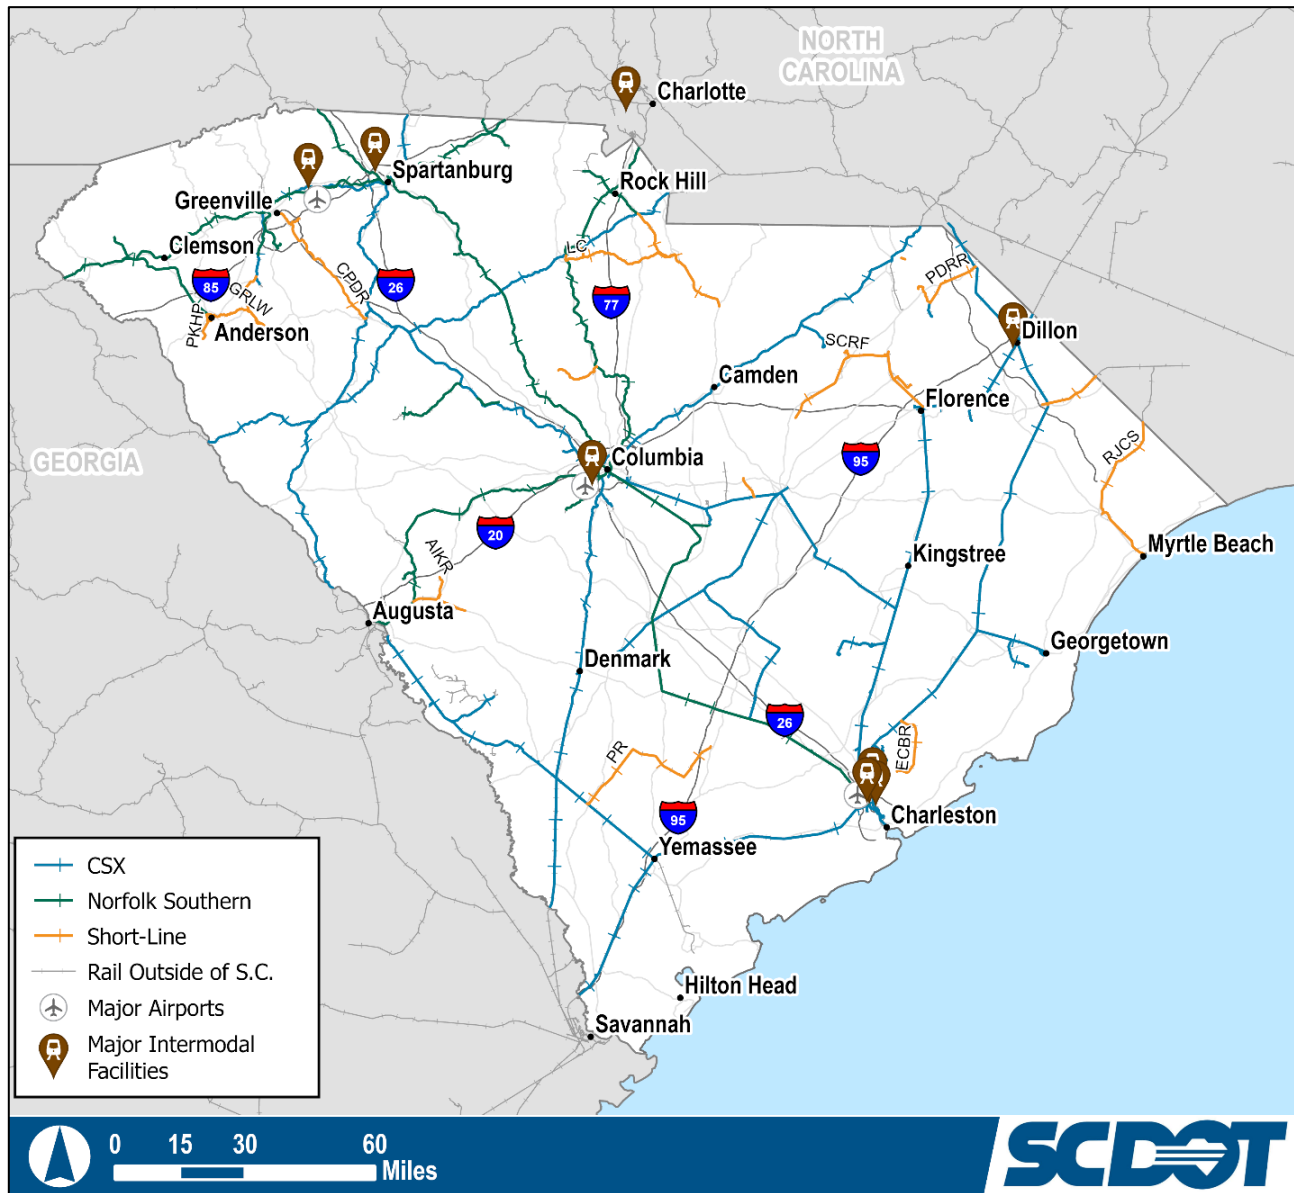 NORTH
CAROLINA
Charlotte
Spartanburg
Rock Hill
Greenville
Clemson
LC
CPDR
85
26
77
PDRR
GRLW
PKHP
Anderson
SCRF
Dillon
Camden
Florence
GEORGIA
Columbia
95
RJCS
20
AIKR
Kingstree
Myrtle Beach
Augusta
Georgetown
Denmark
26
ECBR
PR
95
Charleston
Yemassee
Hilton Head
Savannah
CSX
Norfolk Southern
Short-Line
Rail Outside of S.C.
Major Airports
Major Intermodal
Facilities
0 15 30 60
Miles
SCDOT